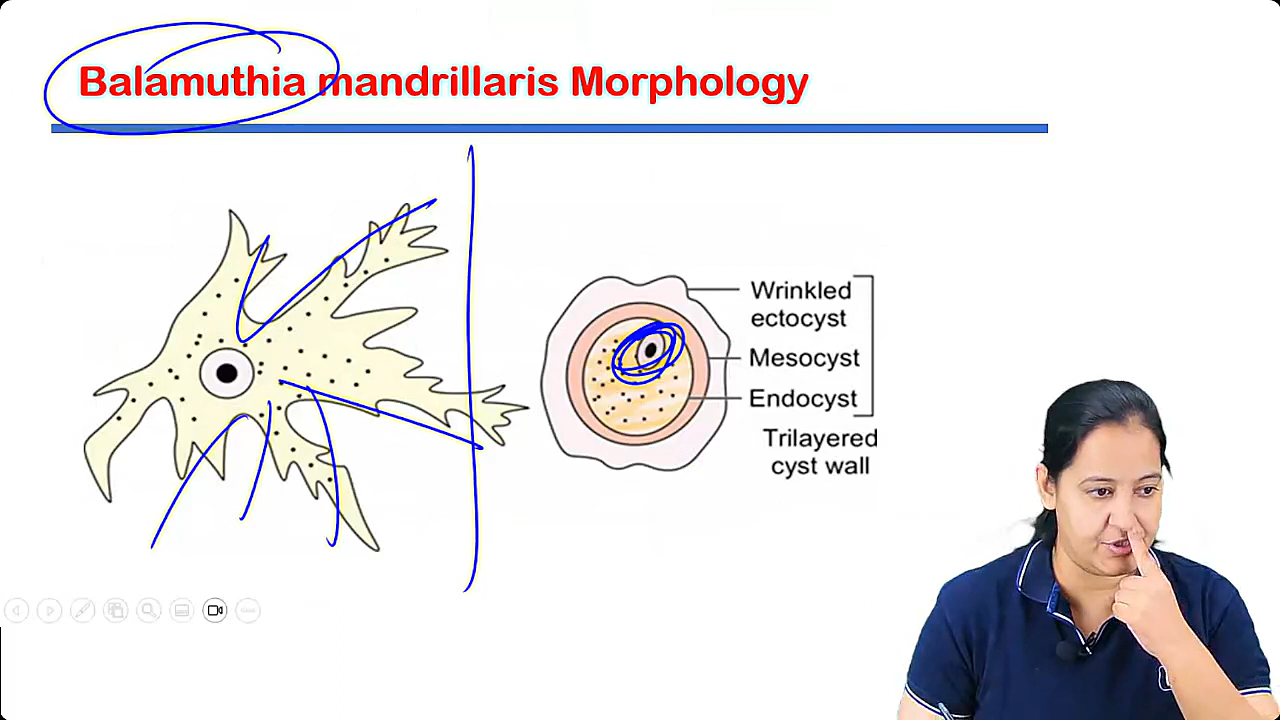 Balamuthia mandrillaris Morphology
Wrinkled
ectocyst
Mesocyst
Endocyst
Trilayered
cyst wall